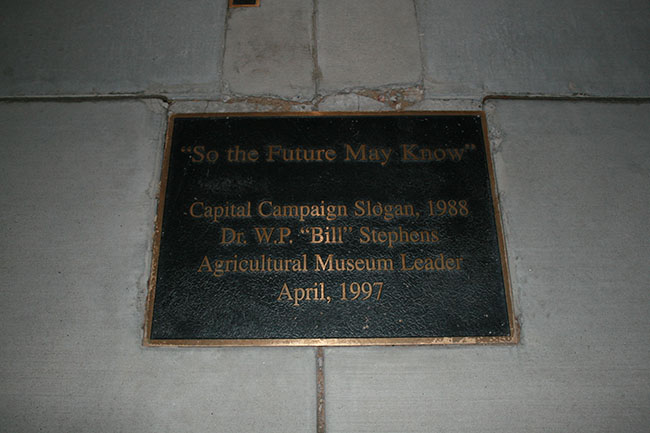 "So the Future May Know"
Capital Campaign Slogan, 1988
Dr. W.P. "Bill" Stephens
Agricultural Museum Leader
April, 1997